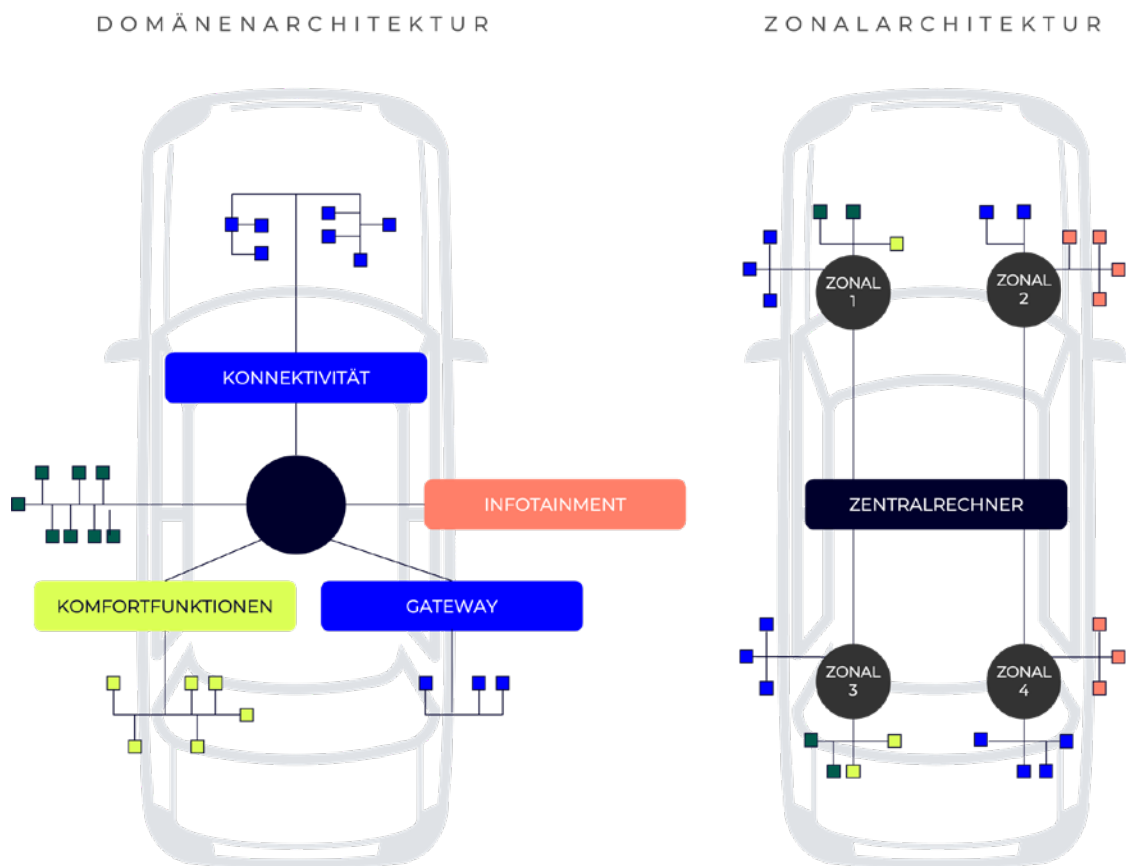 DOMÄNENARCHITEKTUR
ZONALARCHITEKTUR
KONNEKTIVITÄT
INFOTAINMENT
KOMFORTFUNKTIONEN
GATEWAY
ZONAL
1
ZONAL
2
ZENTRALRECHNER
ZONAL
3
ZONAL
4